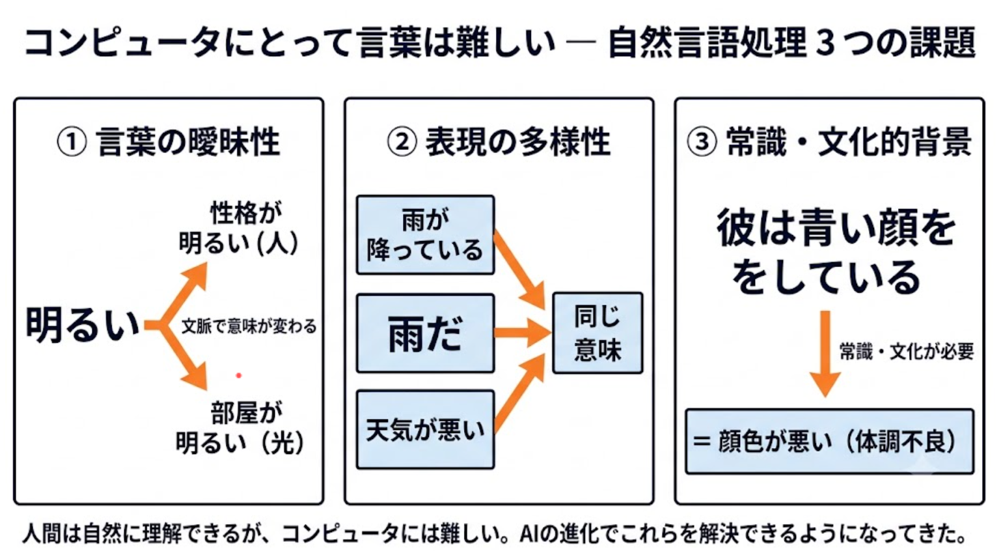 コンピュータにとって言葉は難しい — 自然言語処理 3 つの課題
① 言葉の曖昧性
性格が
明るい (人)
明るい
文脈で意味が変わる
部屋が
明るい（光）
② 表現の多様性
雨が
降っている
雨だ
天気が悪い
同じ
意味
③ 常識・文化的背景
彼は青い顔を
をしている
常識・文化が必要
= 顔色が悪い（体調不良）
人間は自然に理解できるが、コンピュータには難しい。AIの進化でこれらを解決できるようになってきた。